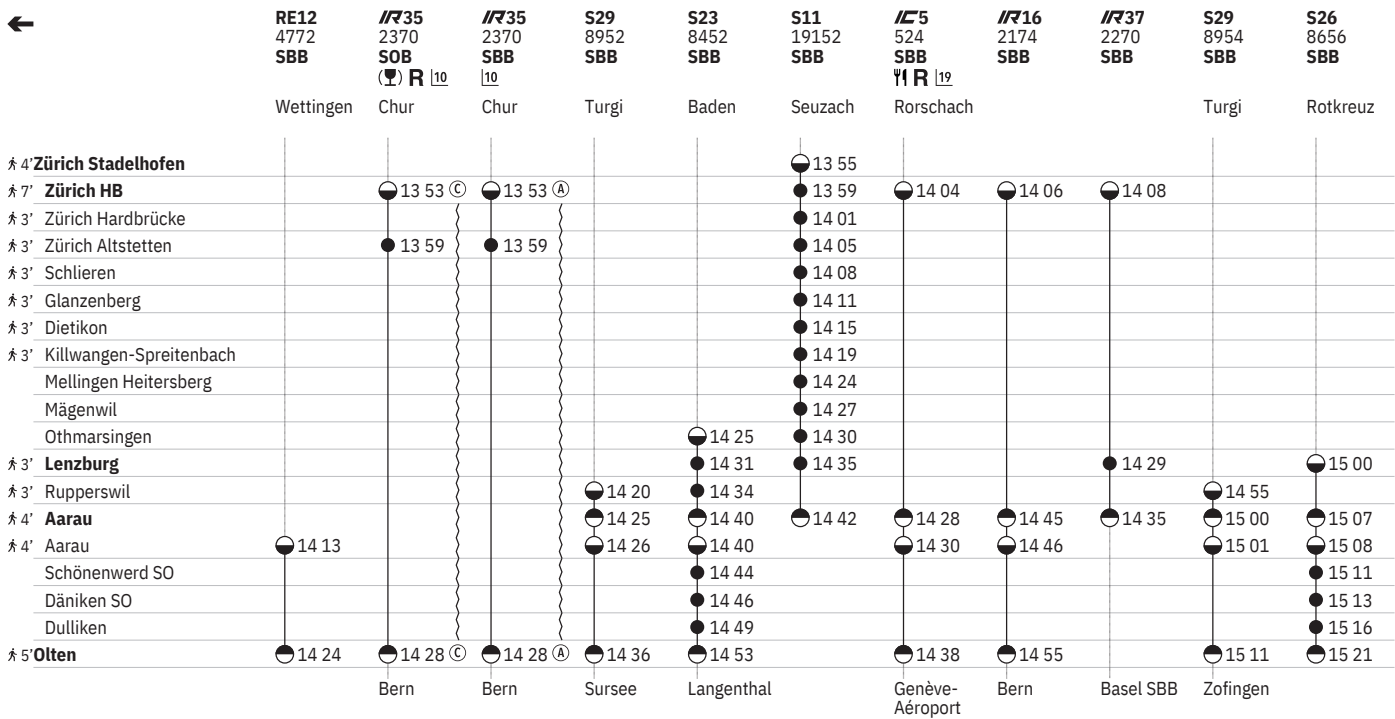 RE12 IR35 IR35 S29 S23 S11 IC5 IR16 IR37 S29 S26
4772 2370 2370 8952 8452 19152 524 2174 2270 8954 8656
SBB SOB SBB SBB SBB SBB SBB SBB SBB SBB SBB
R 10 10 R 19
Wettingen Chur Chur Turgi Baden Seuzach Rorschach Turgi Rotkreuz
4’ Zürich Stadelhofen 13 55
7’ Zürich HB 13 53 C 13 53 A 13 59 14 04 14 06 14 08
3’ Zürich Hardbrücke 14 01
3’ Zürich Altstetten 13 59 13 59 14 05
3’ Schlieren 14 08
3’ Glanzenberg 14 11
3’ Dietikon 14 15
3’ Killwangen-Spreitenbach 14 19
Mellingen Heitersberg 14 24
Mägenwil 14 27
Othmarsingen 14 25 14 30
3’ Lenzburg 14 31 14 35 14 29 15 00
3’ Rupperswil 14 20 14 34 14 55
4’ Aarau 14 25 14 40 14 42 14 28 14 45 14 35 15 00 15 07
4’ Aarau 14 13 14 26 14 40 14 30 14 46 15 01 15 08
Schönenwerd SO 14 44 15 11
Däniken SO 14 46 15 13
Dulliken 14 49 15 16
5’ Olten 14 24 14 28 C 14 28 A 14 36 14 53 14 38 14 55 15 11 15 21
Bern Bern Sursee Langenthal Genève- Bern Basel SBB Zofingen
Aéroport